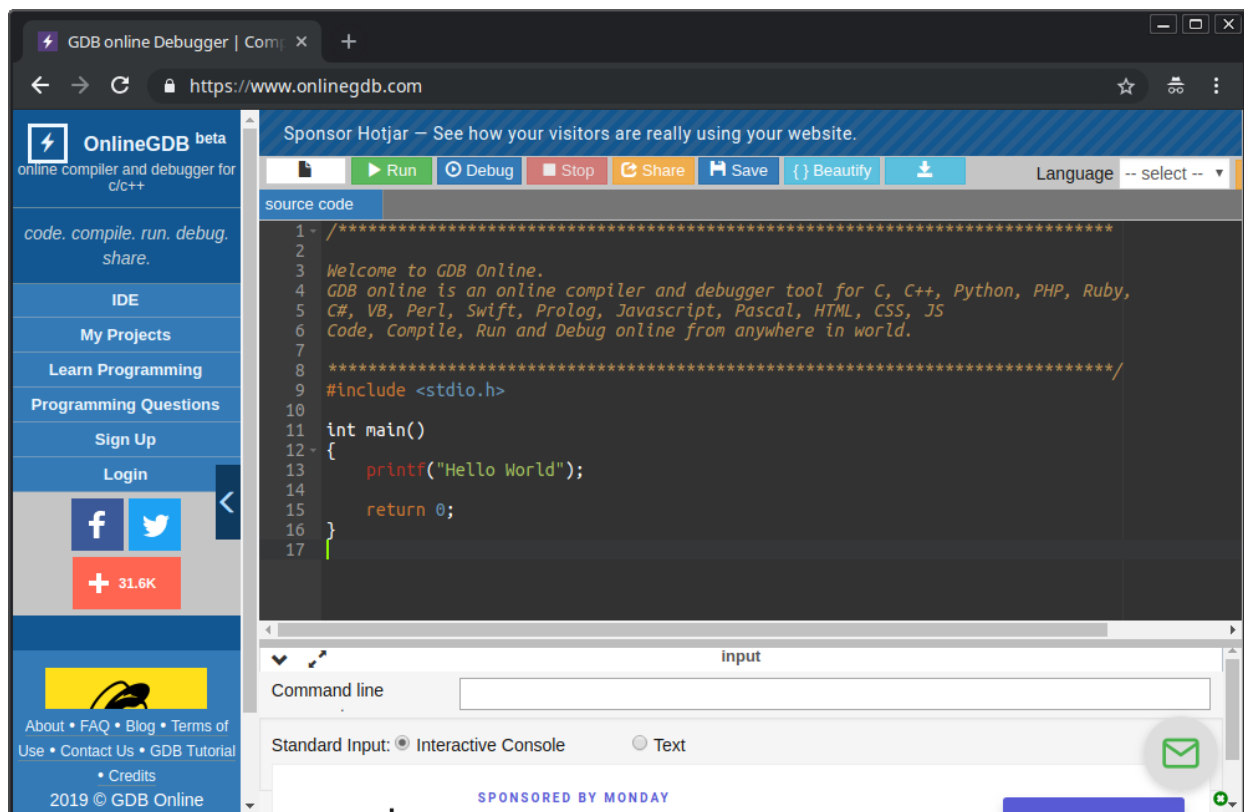 GDB online Debugger | Comp
https://www.onlinegdb.com
OnlineGDB beta
online compiler and debugger for
c/c++
code. compile. run. debug.
share.
IDE
My Projects
Learn Programming
Programming Questions
Sign Up
Login
31.6K
About • FAQ • Blog • Terms of
Use • Contact Us • GDB Tutorial
• Credits
2019 © GDB Online
Sponsor Hotjar — See how your visitors are really using your website.
Run Debug Stop Share Save { } Beautify Language -- select --
source code
1 /******************************************************************************
2
3 Welcome to GDB Online.
4 GDB online is an online compiler and debugger tool for C, C++, Python, PHP, Ruby,
5 C#, VB, Perl, Swift, Prolog, Javascript, Pascal, HTML, CSS, JS
6 Code, Compile, Run and Debug online from anywhere in world.
7
8 *******************************************************************************/
9 #include <stdio.h>
10
11 int main()
12 {
13     printf("Hello World");
14
15     return 0;
16 }
17
input
Command line
Standard Input: Interactive Console Text
SPONSORED BY MONDAY